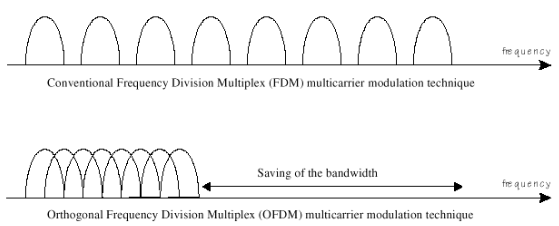 frequency
Conventional Frequency Division Multiplex (FDM) multicarrier modulation technique
Saving of the bandwidth
frequency
Orthogonal Frequency Division Multiplex (OFDM) multicarrier modulation technique